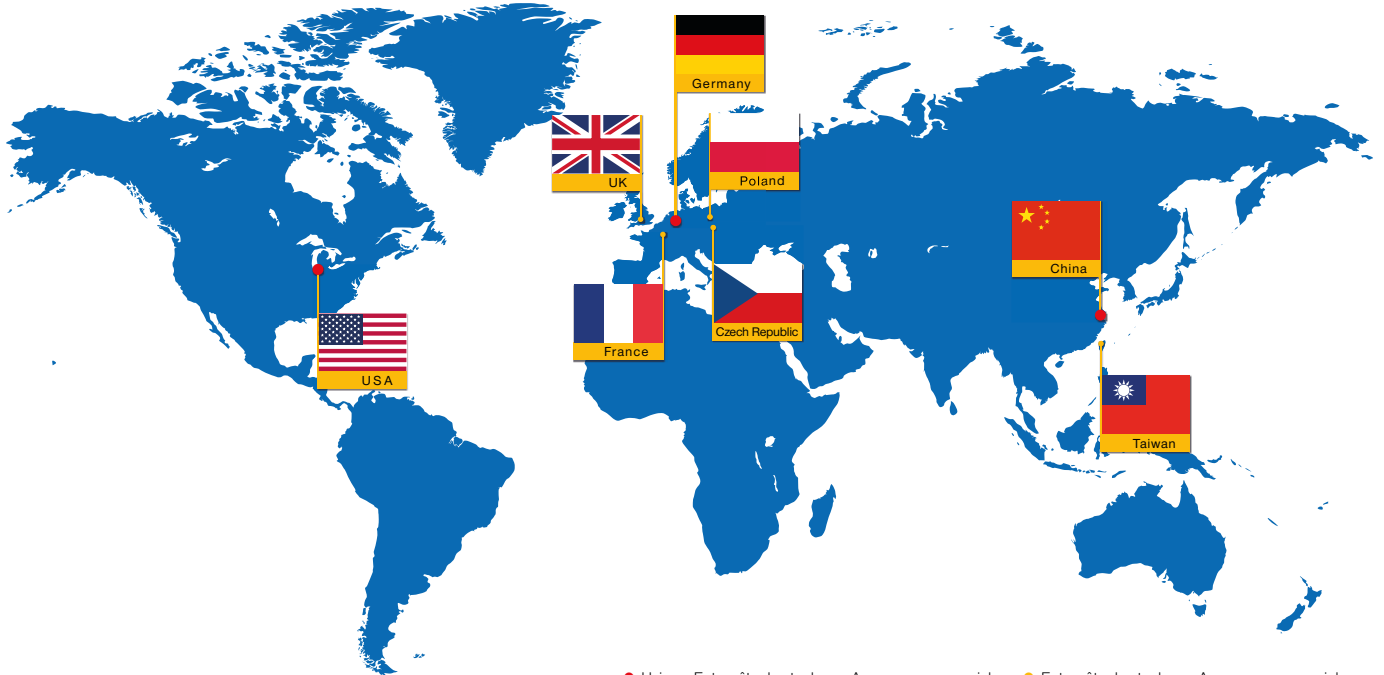 Germany
UK
Poland
China
USA
France
Czech Republic
Taiwan